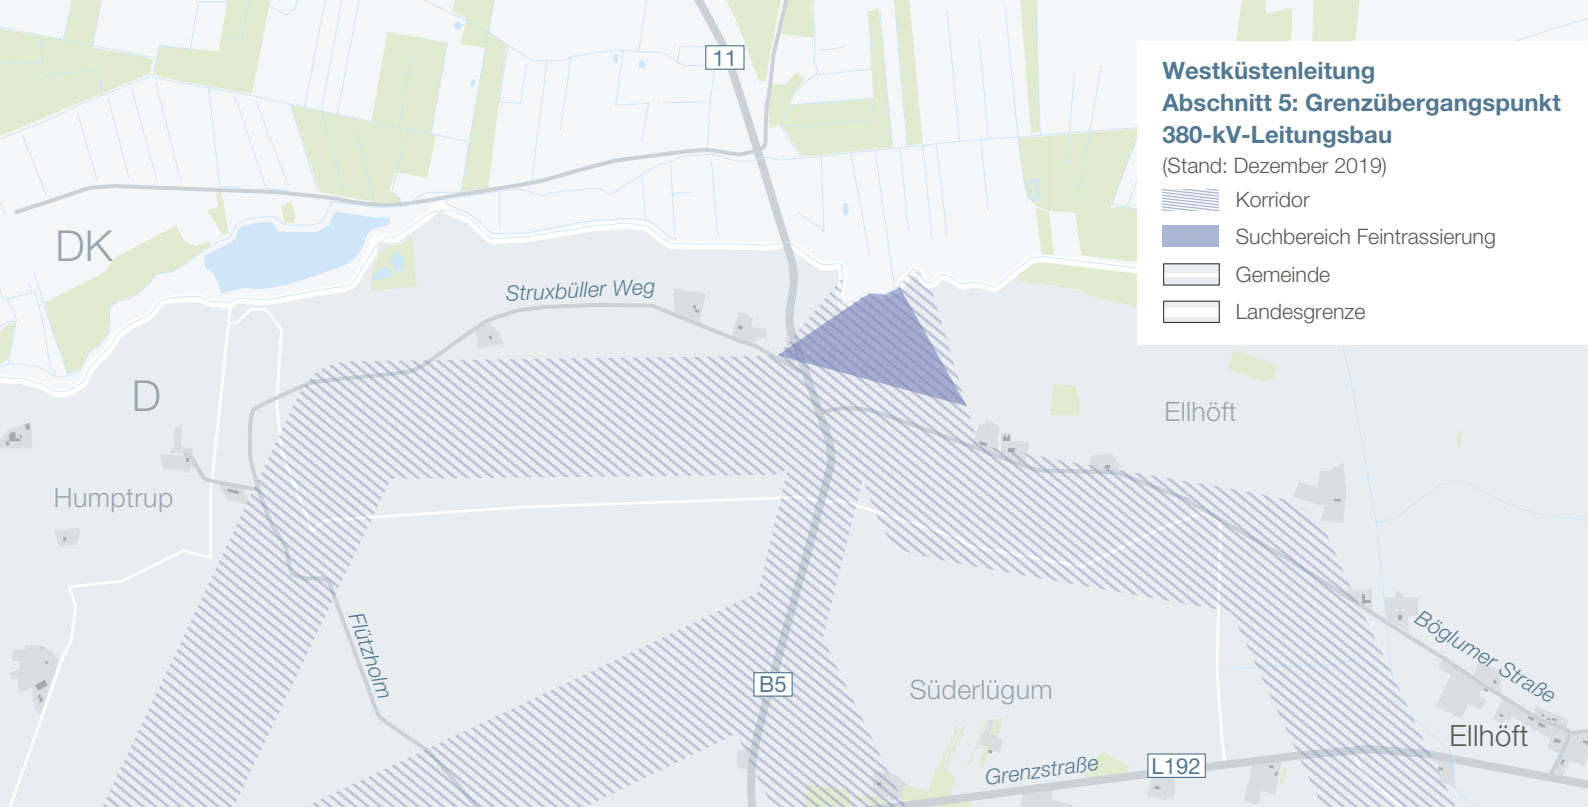 11
Westküstenleitung
Abschnitt 5: Grenzübergangspunkt
380-kV-Leitungsbau
(Stand: Dezember 2019)
Korridor
Suchbereich Feintrassierung
Gemeinde
Landesgrenze
DK
Struxbüller Weg
D
Ellhöft
Humptrup
Flützholm
Böglumer Straße
B5
Süderlügum
Ellhöft
Grenzstraße
L192